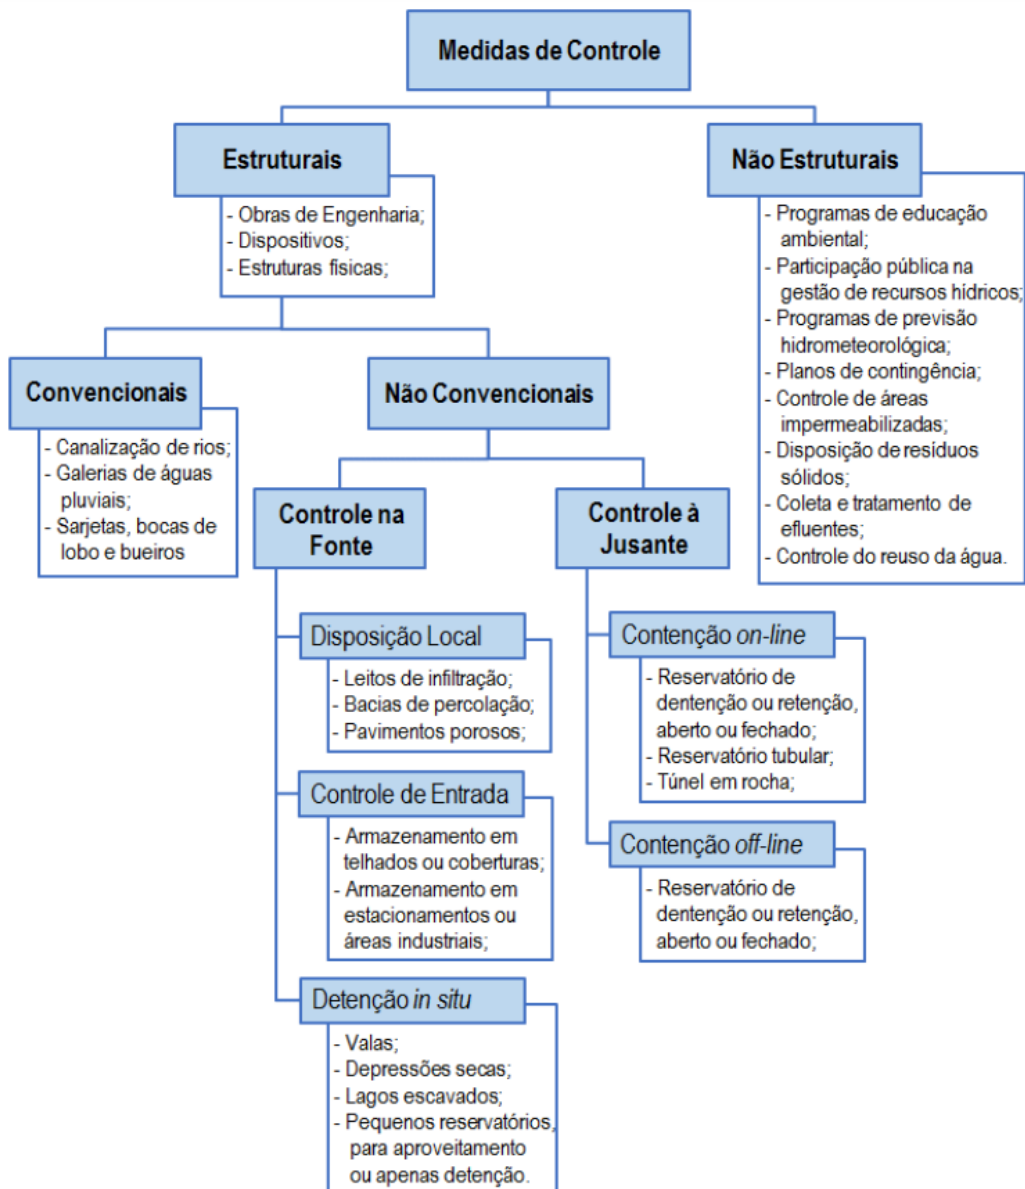 Medidas de Controle
Estruturais
- Obras de Engenharia;
- Dispositivos;
- Estruturas físicas;
Não Estruturais
- Programas de educação
ambiental;
- Participação pública na
gestão de recursos hídricos;
- Programas de previsão
hidrometeorológica;
- Planos de contingência;
- Controle de áreas
impermeabilizadas;
- Disposição de resíduos
sólidos;
- Coleta e tratamento de
efluentes;
- Controle do reuso da água.
Convencionais
- Canalização de rios;
- Galerias de águas
pluviais;
- Sarjetas, bocas de
lobo e bueiros
Não Convencionais
Controle na
Fonte
Disposição Local
- Leitos de infiltração;
- Bacias de percolação;
- Pavimentos porosos;
Controle de Entrada
- Armazenamento em
telhados ou coberturas;
- Armazenamento em
estacionamentos ou
áreas industriais;
Detenção in situ
- Valas;
- Depressões secas;
- Lagos escavados;
- Pequenos reservatórios,
para aproveitamento
ou apenas detenção.
Controle à
Jusante
Contenção on-line
- Reservatório de
dentenção ou retenção,
aberto ou fechado;
- Reservatório tubular;
- Túnel em rocha;
Contenção off-line
- Reservatório de
dentenção ou retenção,
aberto ou fechado;